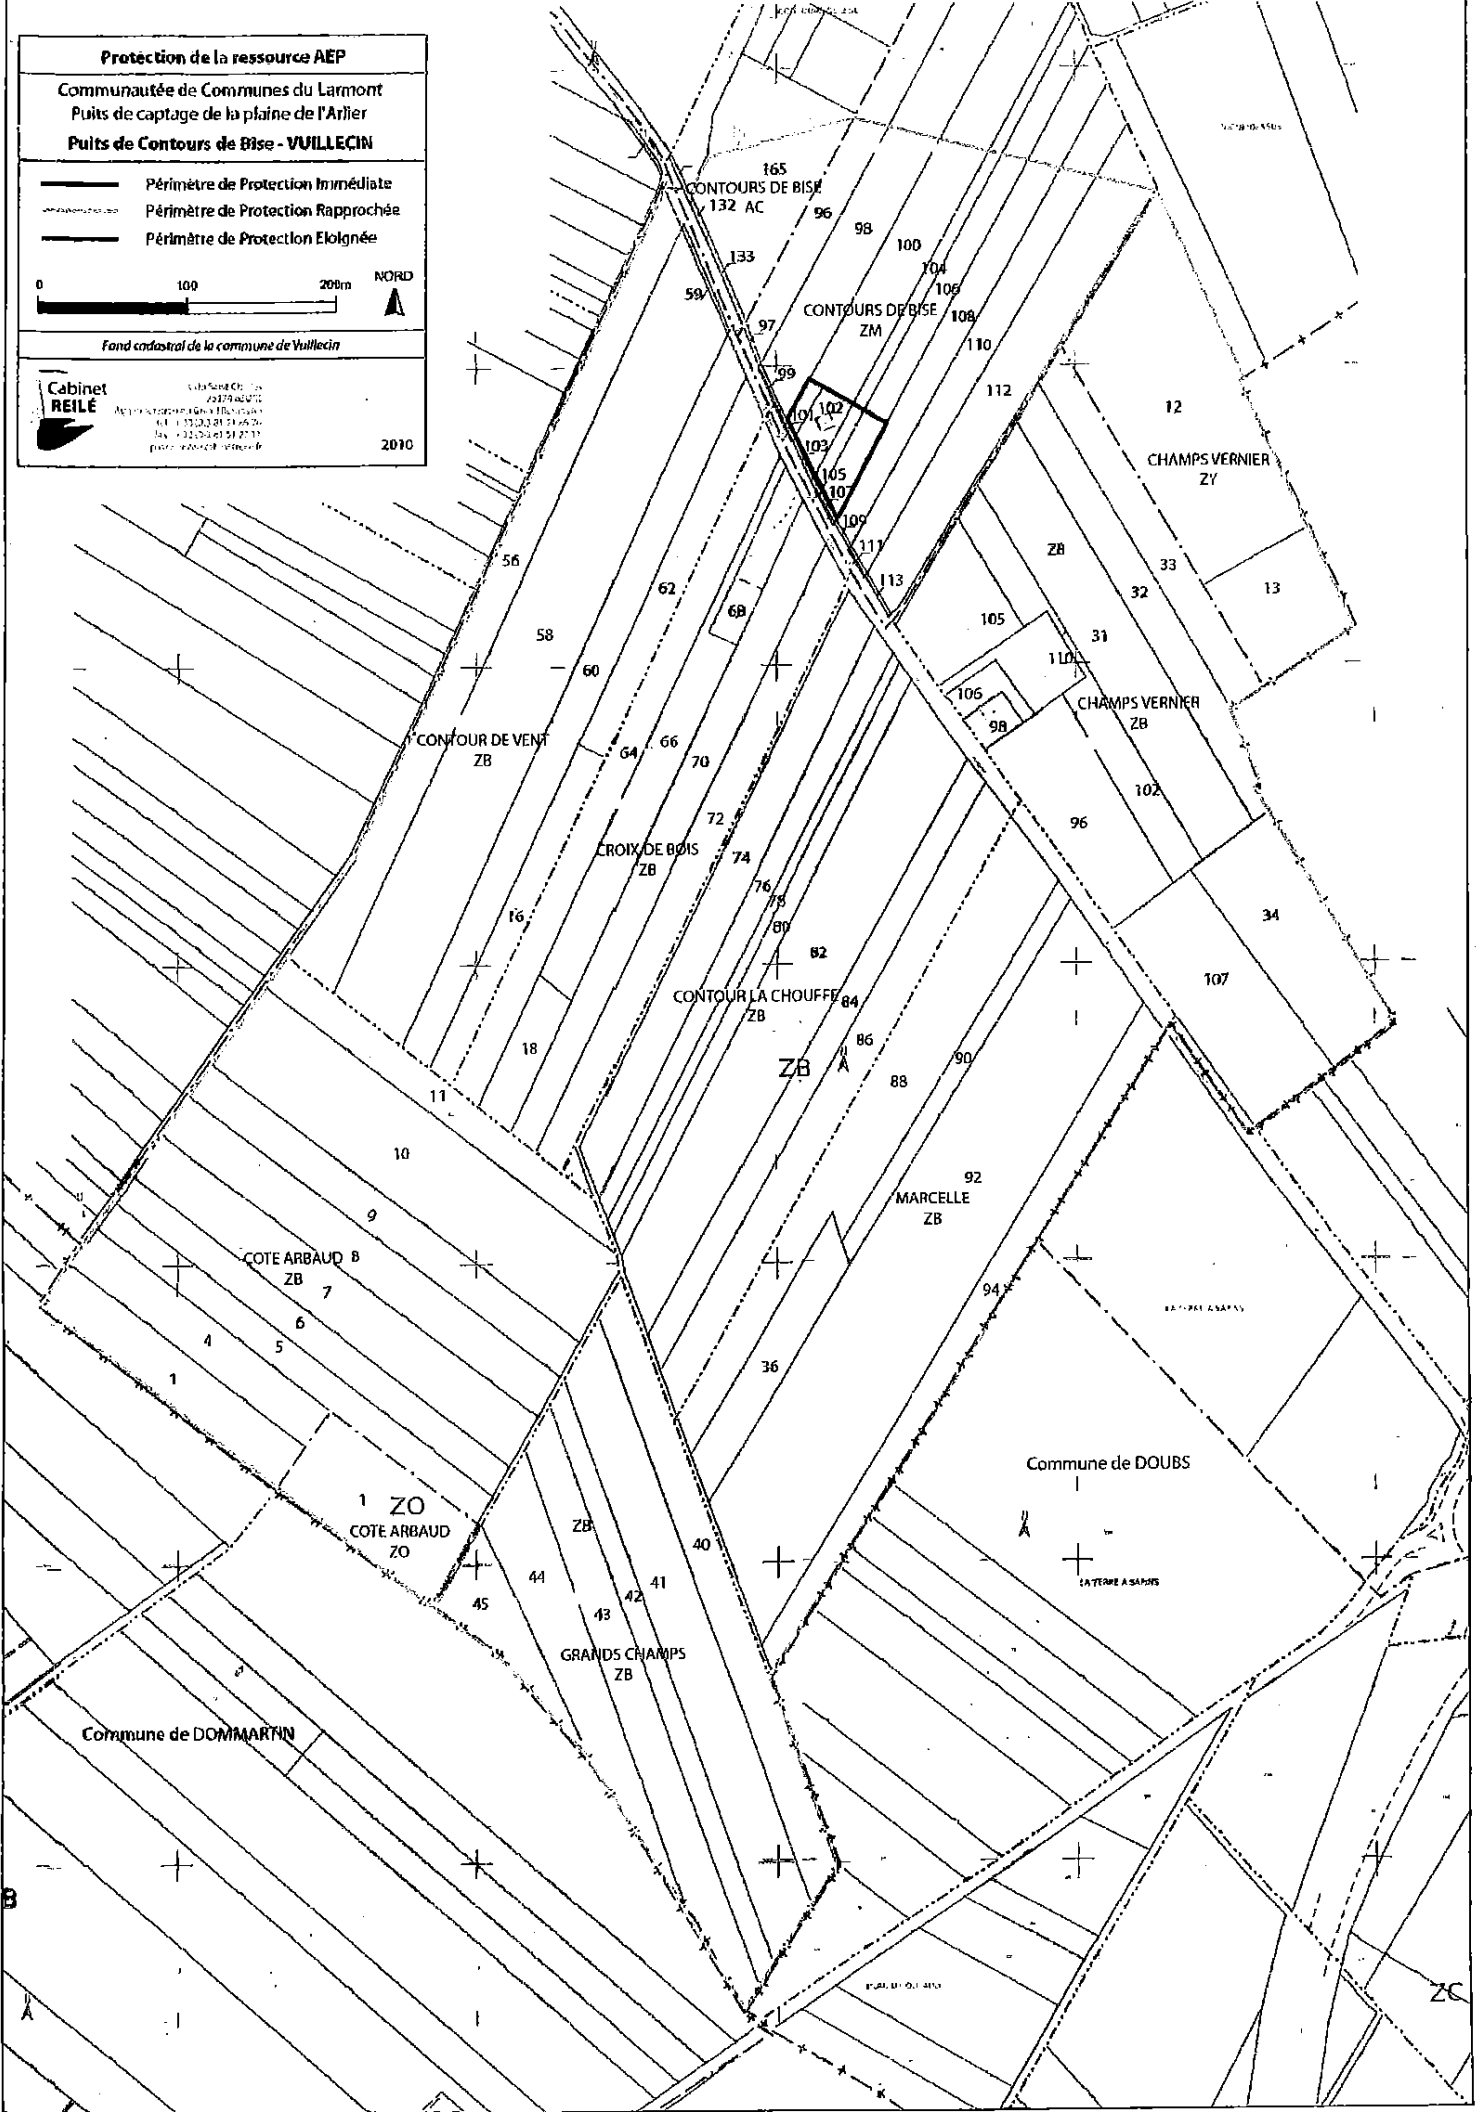 Protection de la ressource AEP
Communautée de Communes du Larmont
Puits de captage de la plaine de l'Arlier
Puits de Contours de Bise - VUILLECIN
Périmètre de Protection Immédiate
Périmètre de Protection Rapprochée
Périmètre de Protection Eloignée
0 100 200m
NORD
Fond cadastral de la commune de Vuillecin
Cabinet
REILÉ
2010
165
CONTOURS DE BISE
132 AC
96
98
100
133
104
106
59
CONTOURS DE BISE
ZM
108
97
110
99
112
12
101
102
103
CHAMPS VERNIER
ZY
105
107
109
111
113
56
ZB
33
32
13
62
68
58
105
31
60
110
106
98
CHAMPS VERNIER
ZB
CONTOUR DE VENT
ZB
64
66
70
102
72
96
CROIX DE BOIS
ZB
74
76
78
80
16
34
82
107
CONTOUR LA CHOUFFE
ZB
84
18
86
ZB
88
90
11
10
92
MARCELLE
ZB
9
COTE ARBAUD 8
ZB
7
94
6
4
5
36
1
Commune de DOUBS
1 ZO
COTE ARBAUD
ZO
ZB
40
44
41
42
45
43
LA TERRE A SAPINS
GRANDS CHAMPS
ZB
Commune de DOMMARTIN
B
ZC